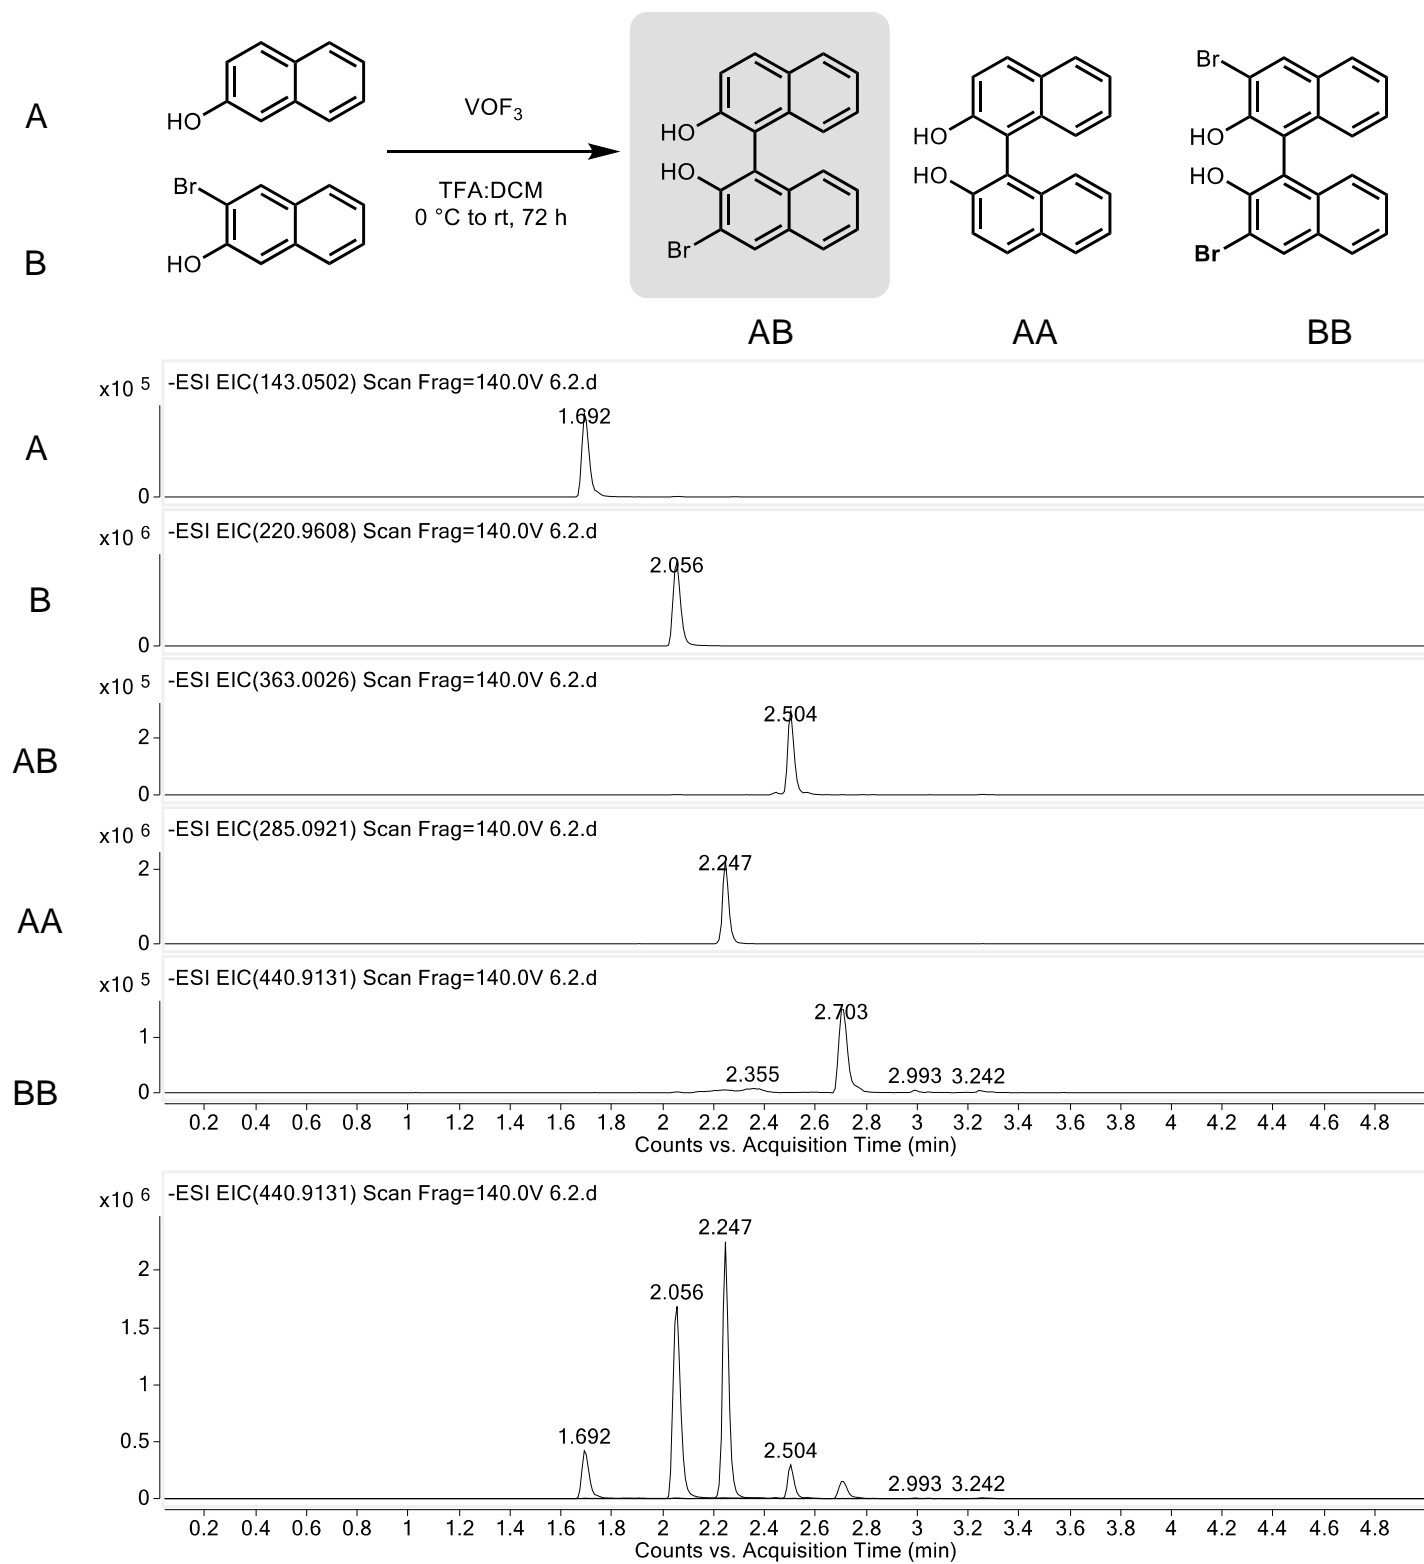 A
HO
VOF3
TFA:DCM
0 °C to rt, 72 h
B
Br
HO
HO
HO
Br
AB
HO
HO
AA
Br
HO
HO
Br
BB
A
x10 5
-ESI EIC(143.0502) Scan Frag=140.0V 6.2.d
1.692
0
B
x10 6
-ESI EIC(220.9608) Scan Frag=140.0V 6.2.d
2.056
0
AB
x10 5
-ESI EIC(363.0026) Scan Frag=140.0V 6.2.d
2.504
2
0
AA
x10 6
-ESI EIC(285.0921) Scan Frag=140.0V 6.2.d
2.247
2
0
BB
x10 5
-ESI EIC(440.9131) Scan Frag=140.0V 6.2.d
2.703
1
2.355
2.993 3.242
0
0.2 0.4 0.6 0.8 1 1.2 1.4 1.6 1.8 2 2.2 2.4 2.6 2.8 3 3.2 3.4 3.6 3.8 4 4.2 4.4 4.6 4.8
Counts vs. Acquisition Time (min)
x10 6
-ESI EIC(440.9131) Scan Frag=140.0V 6.2.d
2.247
2
2.056
1.5
1
1.692
0.5
2.504
2.993 3.242
0
0.2 0.4 0.6 0.8 1 1.2 1.4 1.6 1.8 2 2.2 2.4 2.6 2.8 3 3.2 3.4 3.6 3.8 4 4.2 4.4 4.6 4.8
Counts vs. Acquisition Time (min)